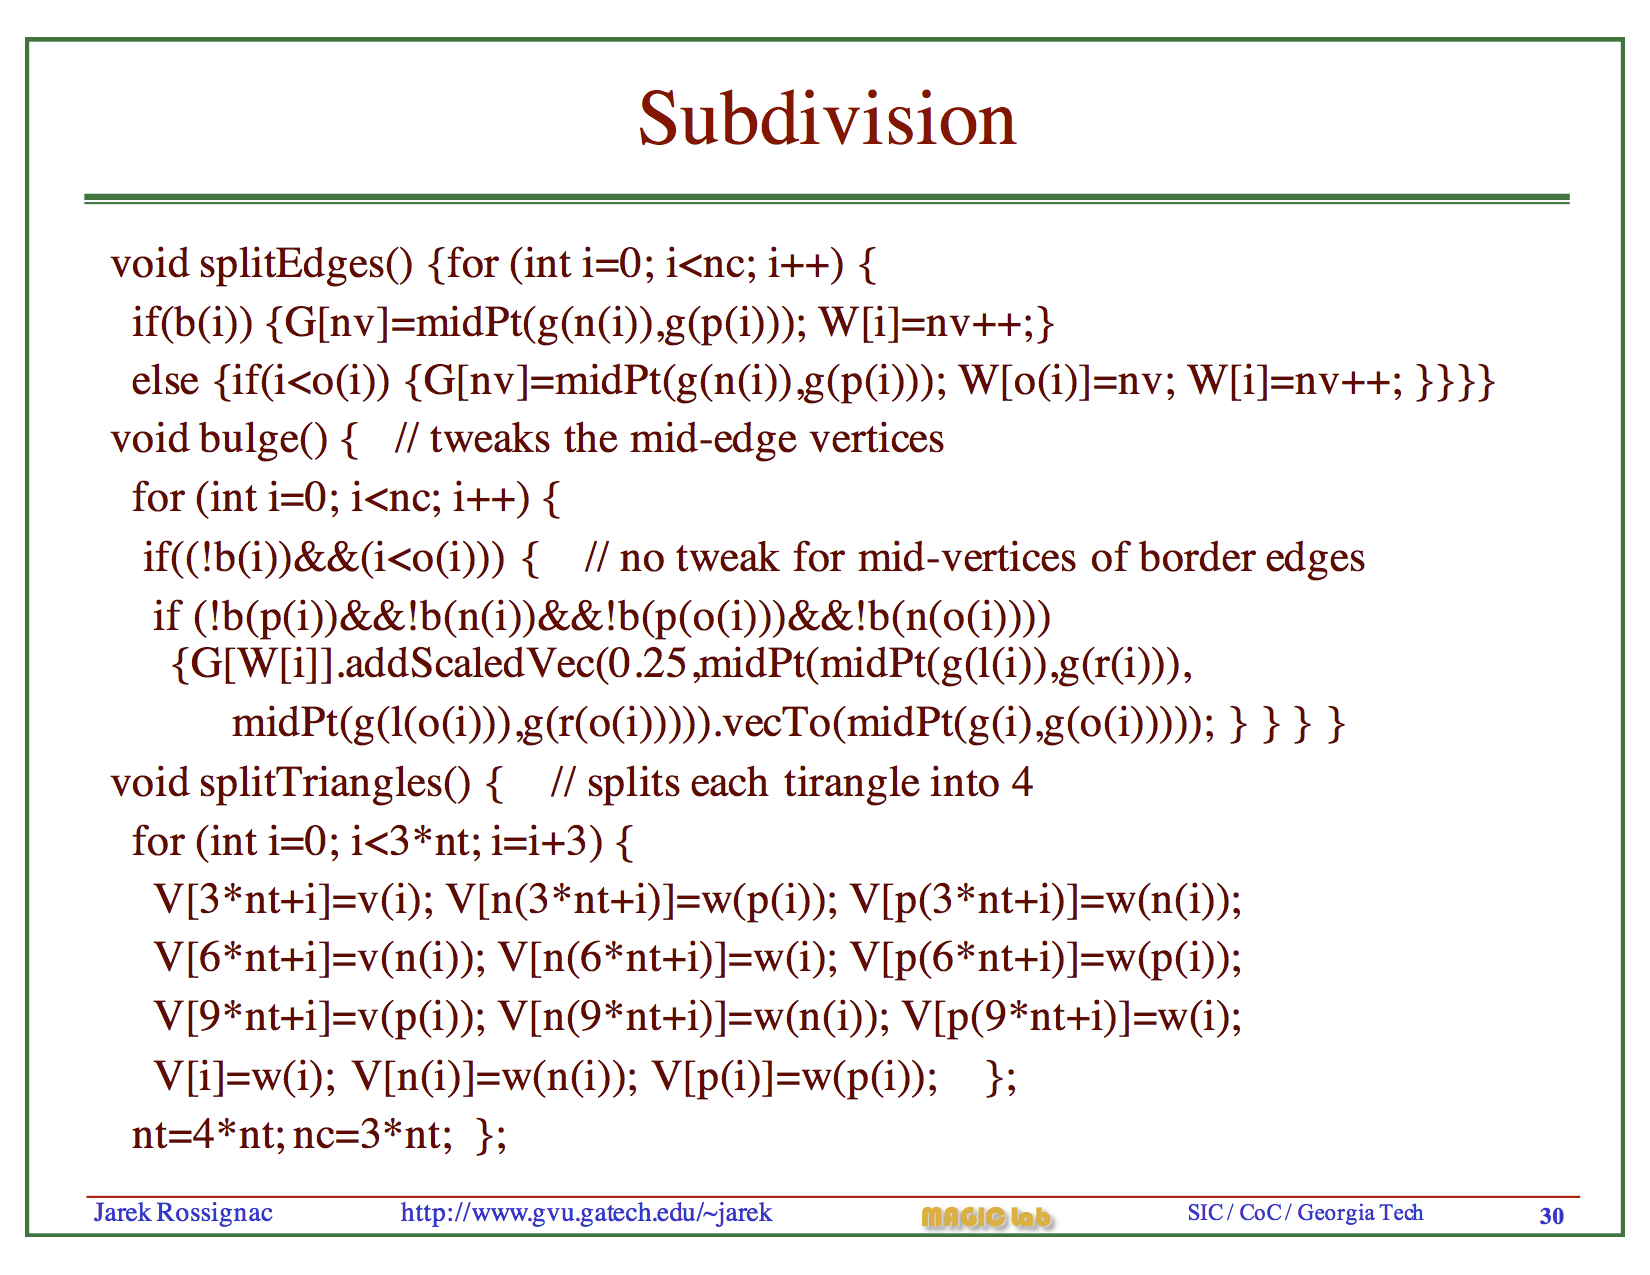 Subdivision
void splitEdges() {for (int i=0; i<nc; i++) {
if(b(i)) {G[nv]=midPt(g(n(i)),g(p(i))); W[i]=nv++;}
else {if(i<o(i)) {G[nv]=midPt(g(n(i)),g(p(i))); W[o(i)]=nv; W[i]=nv++; }}}}
void bulge() { // tweaks the mid-edge vertices
for (int i=0; i<nc; i++) {
if((!b(i))&&(i<o(i))) { // no tweak for mid-vertices of border edges
if (!b(p(i))&&!b(n(i))&&!b(p(o(i)))&&!b(n(o(i))))
{G[W[i]].addScaledVec(0.25,midPt(midPt(g(l(i)),g(r(i))),
midPt(g(l(o(i))),g(r(o(i))))).vecTo(midPt(g(i),g(o(i))))); } } } }
void splitTriangles() { // splits each tirangle into 4
for (int i=0; i<3*nt; i=i+3) {
V[3*nt+i]=v(i); V[n(3*nt+i)]=w(p(i)); V[p(3*nt+i)]=w(n(i));
V[6*nt+i]=v(n(i)); V[n(6*nt+i)]=w(i); V[p(6*nt+i)]=w(p(i));
V[9*nt+i]=v(p(i)); V[n(9*nt+i)]=w(n(i)); V[p(9*nt+i)]=w(i);
V[i]=w(i); V[n(i)]=w(n(i)); V[p(i)]=w(p(i)); };
nt=4*nt; nc=3*nt; };
Jarek Rossignac http://www.gvu.gatech.edu/~jarek MAGIC Lab SIC / CoC / Georgia Tech 30